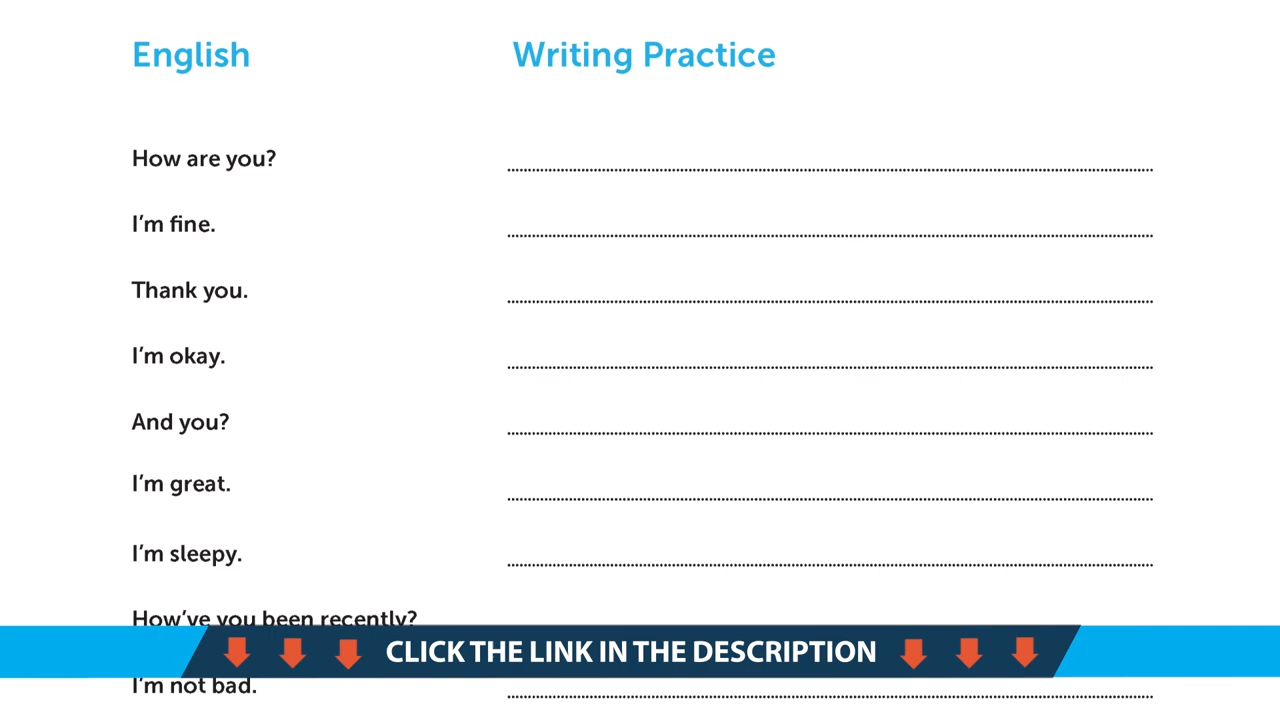 English
Writing Practice
How are you?
I’m fine.
Thank you.
I’m okay.
And you?
I’m great.
I’m sleepy.
How’ve you been recently?
CLICK THE LINK IN THE DESCRIPTION
I’m not bad.